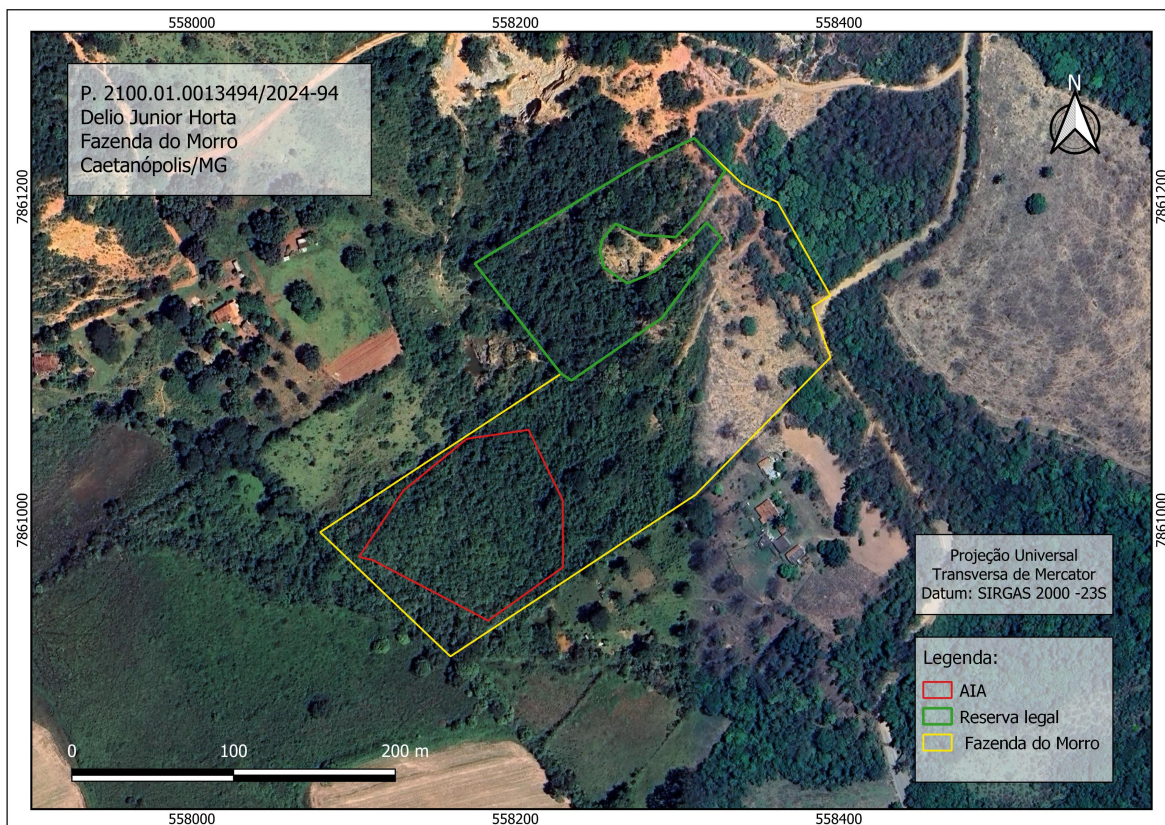 558000 558200 558400
P. 2100.01.0013494/2024-94
Delio Junior Horta
Fazenda do Morro
Caetanópolis/MG
N
7861200 7861200
7861000 7861000
Projeção Universal
Transversa de Mercator
Datum: SIRGAS 2000 -23S
Legenda:
AIA
Reserva legal
Fazenda do Morro
0 100 200 m
558000 558200 558400